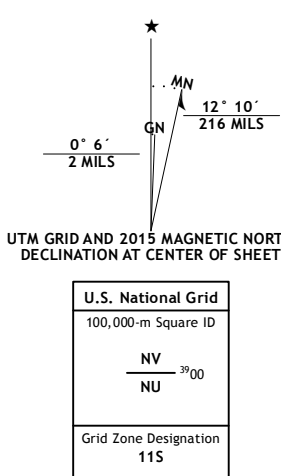 ★
MN
GN
12° 10´
216 MILS
0° 6´
2 MILS
UTM GRID AND 2015 MAGNETIC NORT
DECLINATION AT CENTER OF SHEET
U.S. National Grid
100,000-m Square ID
NV
3900
NU
Grid Zone Designation
11S